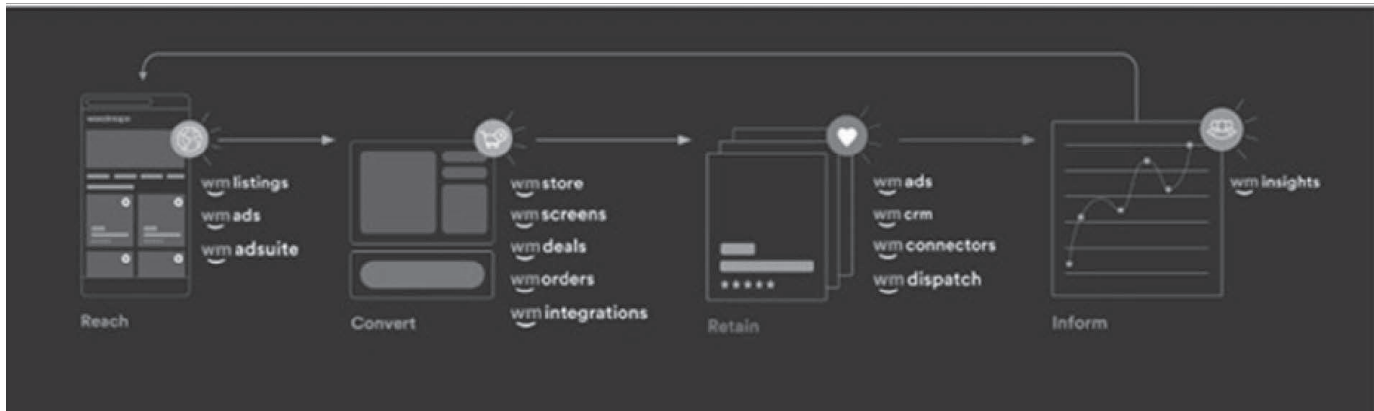 wm listings
wm ads
wm adsuite
Reach
wm store
wm screens
wm deals
wm orders
wm integrations
Convert
wm ads
wm crm
wm connectors
wm dispatch
Retain
wm insights
Inform